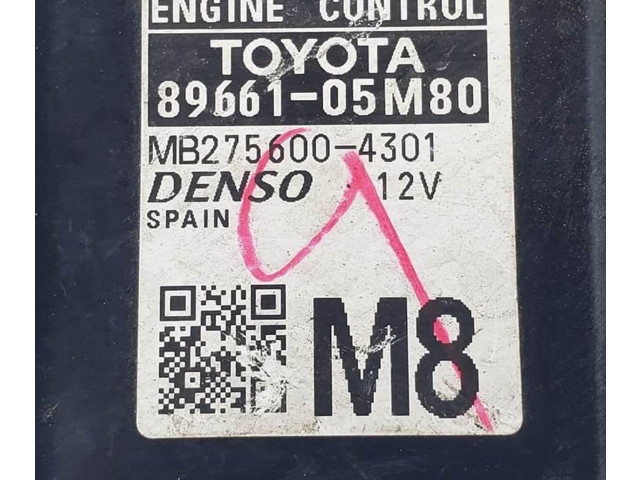 ENGINE CONTROL
TOYOTA
89661-05M80
MB275600-4301
DENSO 12V
SPAIN
M8